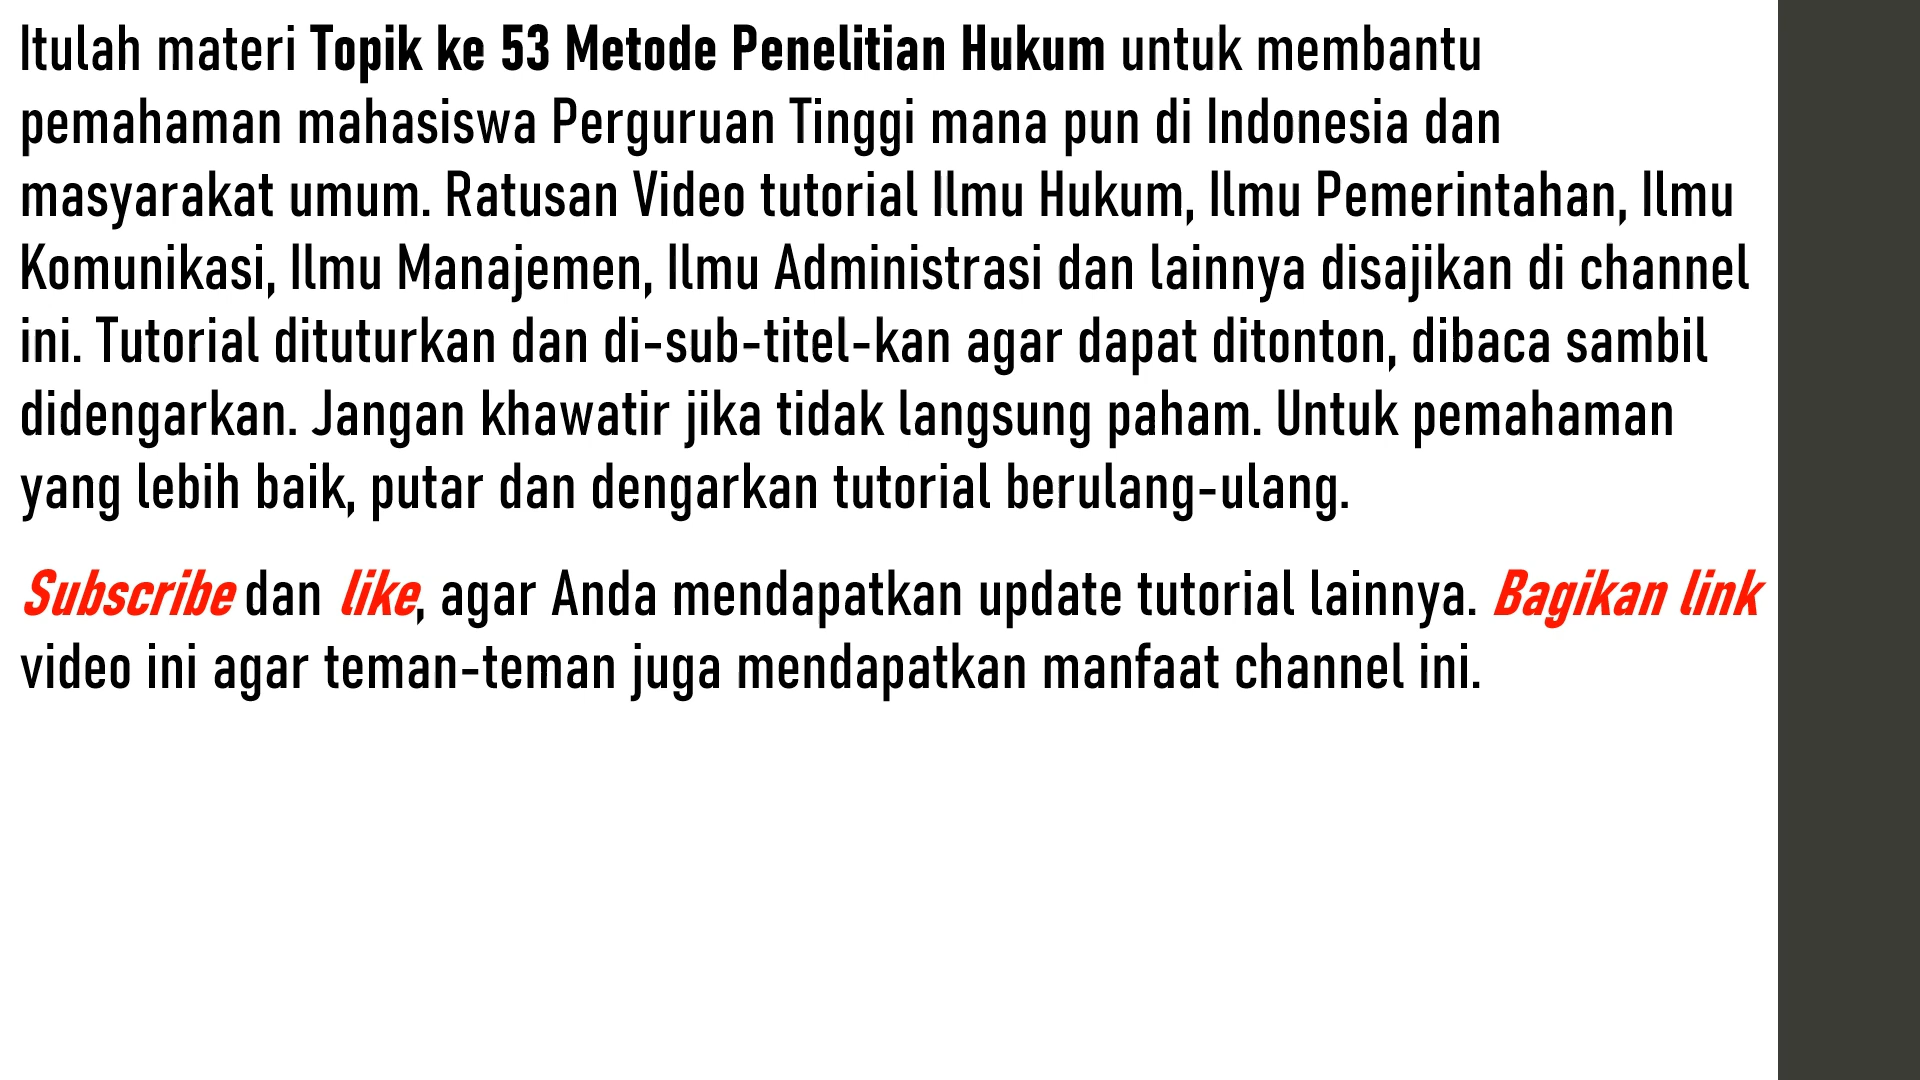 Itulah materi Topik ke 53 Metode Penelitian Hukum untuk membantu
pemahaman mahasiswa Perguruan Tinggi mana pun di Indonesia dan
masyarakat umum. Ratusan Video tutorial Ilmu Hukum, Ilmu Pemerintahan, Ilmu
Komunikasi, Ilmu Manajemen, Ilmu Administrasi dan lainnya disajikan di channel
ini. Tutorial dituturkan dan di-sub-titel-kan agar dapat ditonton, dibaca sambil
didengarkan. Jangan khawatir jika tidak langsung paham. Untuk pemahaman
yang lebih baik, putar dan dengarkan tutorial berulang-ulang.
Subscribe dan like, agar Anda mendapatkan update tutorial lainnya. Bagikan link
video ini agar teman-teman juga mendapatkan manfaat channel ini.